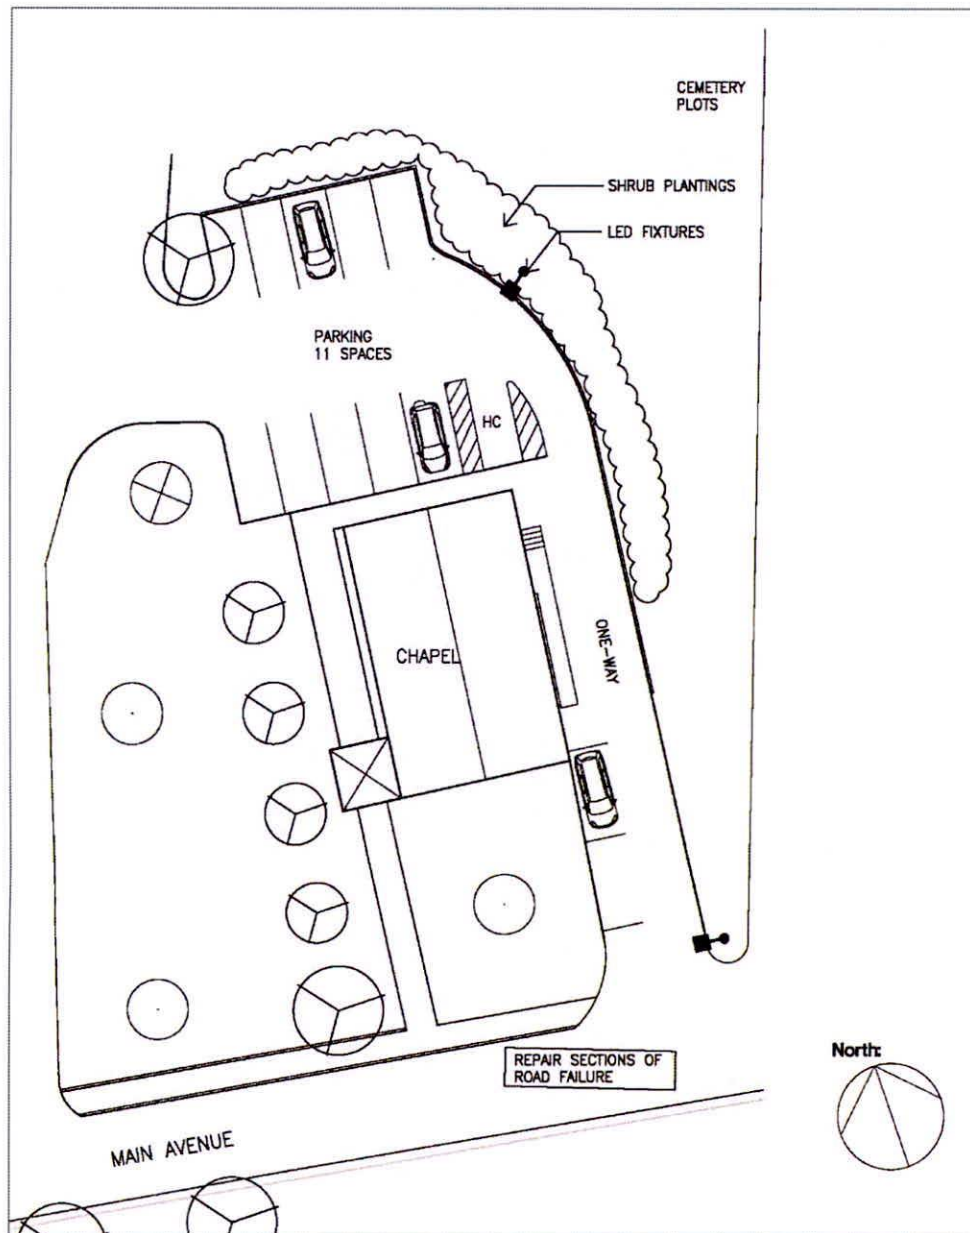 CEMETERY
PLOTS
SHRUB PLANTINGS
LED FIXTURES
PARKING
11 SPACES
HC
CHAPEL
ONE-WAY
REPAIR SECTIONS OF
ROAD FAILURE
North:
MAIN AVENUE